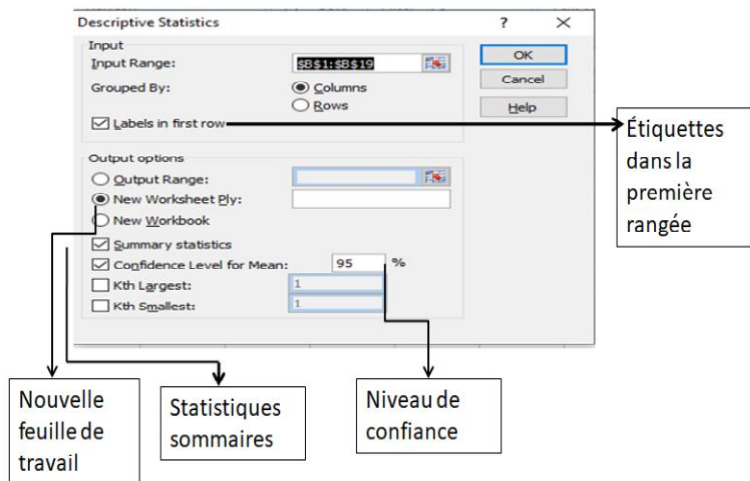 Descriptive Statistics ? ×
Input
Input Range: $B$1:$B$19
Grouped By: Columns
Rows
Labels in first row
OK
Cancel
Help
Output options
Output Range:
New Worksheet Ply:
New Workbook
Summary statistics
Confidence Level for Mean: 95 %
Kth Largest: 1
Kth Smallest: 1
Étiquettes
dans la
première
rangée
Nouvelle
feuille de
travail
Statistiques
sommaires
Niveau de
confiance